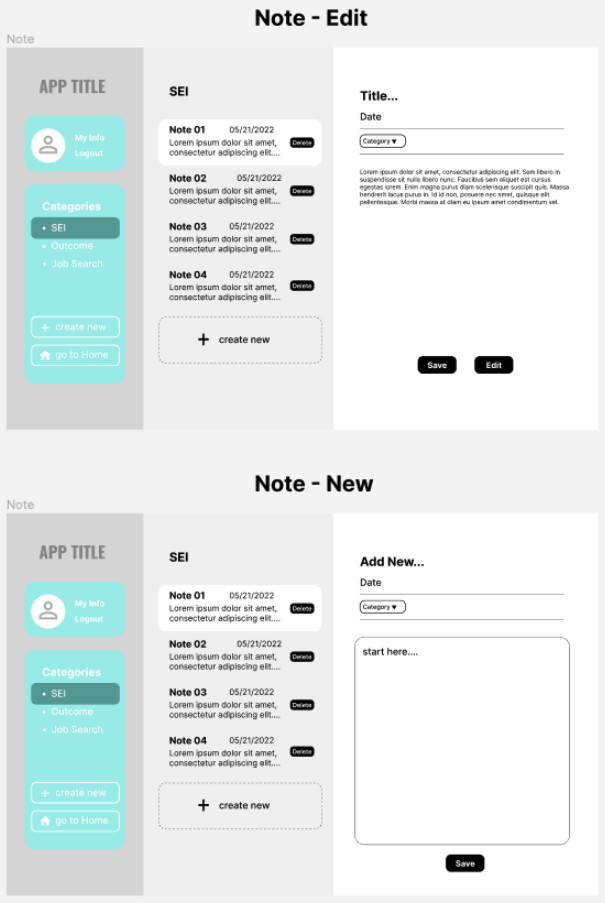 Note - Edit
Note
APP TITLE
My Info
Logout
Categories
• SEI
• Outcome
• Job Search
+ create new
go to Home
SEI
Note 01 05/21/2022
Lorem ipsum dolor sit amet,
consectetur adipiscing elit....
Delete
Note 02 05/21/2022
Lorem ipsum dolor sit amet,
consectetur adipiscing elit....
Delete
Note 03 05/21/2022
Lorem ipsum dolor sit amet,
consectetur adipiscing elit....
Delete
Note 04 05/21/2022
Lorem ipsum dolor sit amet,
consectetur adipiscing elit....
Delete
+ create new
Title...
Date
Category ▼
Lorem ipsum dolor sit amet, consectetur adipiscing elit. Sem libero in
suspendisse sit nulla libero nunc. Faucibus sem aliquet est cursus
egestas lorem. Enim magna purus diam scelerisque suscipit quis. Massa
hendrerit lacus purus in. Id id non, posuere nec amet, quisque elit
pellentesque. Morbi massa at diam eu ipsum amet condimentum vel.
Save
Edit
Note - New
Note
APP TITLE
My Info
Logout
Categories
• SEI
• Outcome
• Job Search
+ create new
go to Home
SEI
Note 01 05/21/2022
Lorem ipsum dolor sit amet,
consectetur adipiscing elit....
Delete
Note 02 05/21/2022
Lorem ipsum dolor sit amet,
consectetur adipiscing elit....
Delete
Note 03 05/21/2022
Lorem ipsum dolor sit amet,
consectetur adipiscing elit....
Delete
Note 04 05/21/2022
Lorem ipsum dolor sit amet,
consectetur adipiscing elit....
Delete
+ create new
Add New...
Date
Category ▼
start here....
Save